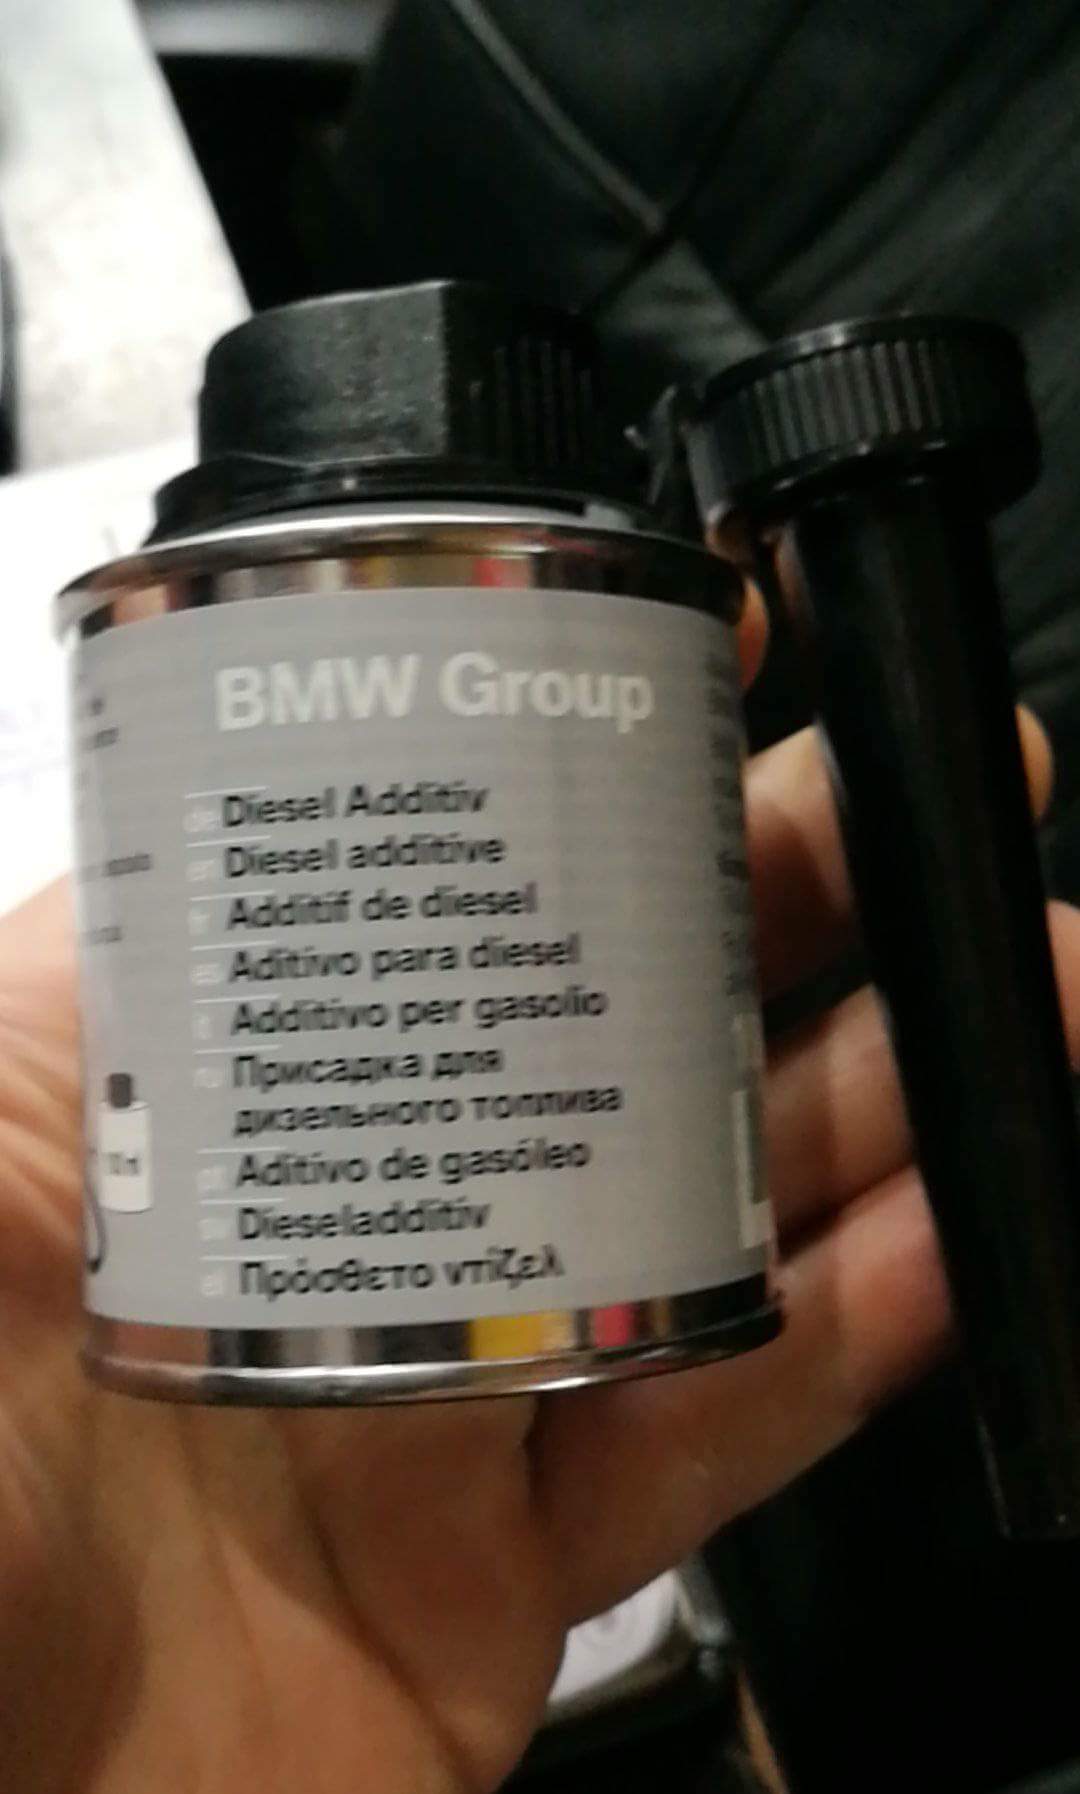 BMW Group
Diesel Additiv
Diesel additive
Additif de diesel
Aditivo para diesel
Additivo per gasolio
Присадка для
дизельного топлива
Aditivo de gasóleo
Dieseladditiv
Πρόσθετο ντίζελ